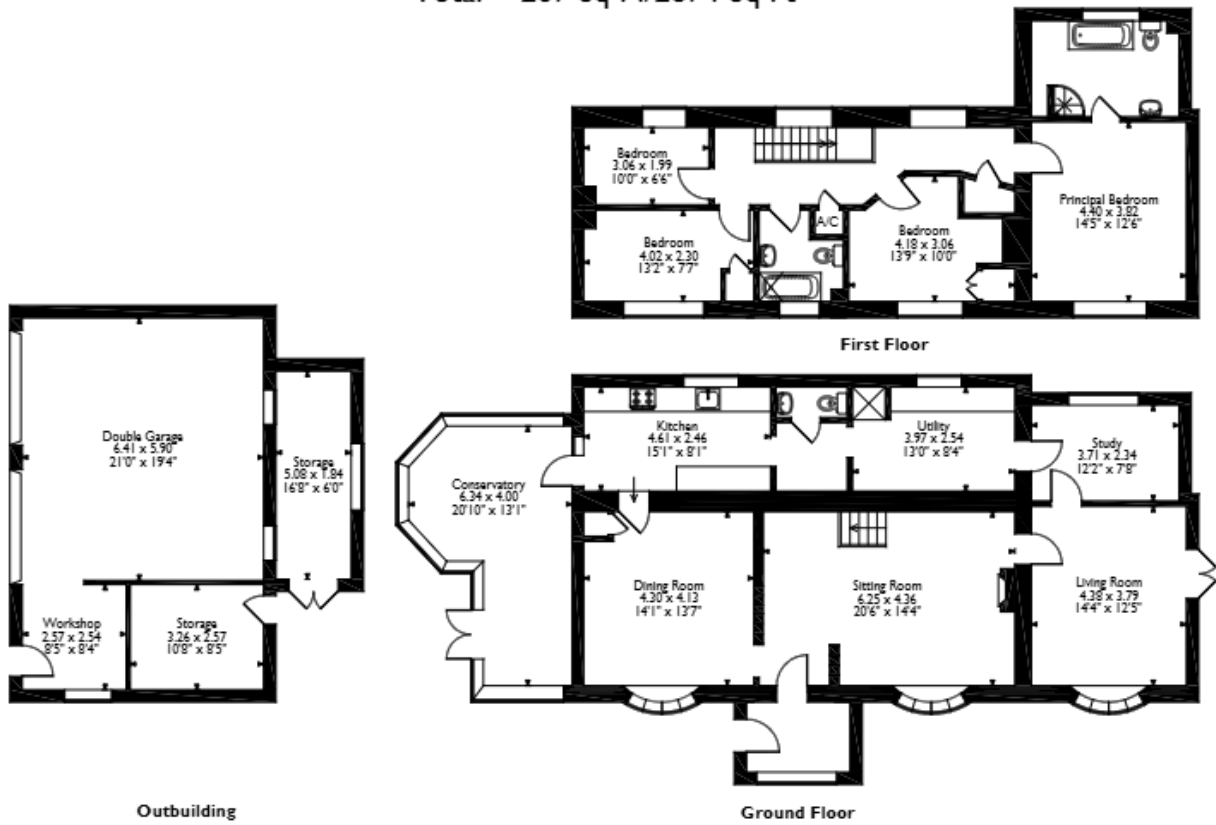 Bedroom
3.06 x 1.99
10'0" x 6'6"
Bedroom
4.02 x 2.30
13'2" x 7'7"
A/C
Bedroom
4.18 x 3.06
13'9" x 10'0"
Principal Bedroom
4.40 x 3.82
14'5" x 12'6"
First Floor
Double Garage
6.41 x 5.90
21'0" x 19'4"
Storage
5.08 x 1.84
16'8" x 6'0"
Workshop
2.57 x 2.54
8'5" x 8'4"
Storage
3.26 x 2.57
10'8" x 8'5"
Outbuilding
Conservatory
6.34 x 4.00
20'10" x 13'1"
Kitchen
4.61 x 2.46
15'1" x 8'1"
Utility
3.97 x 2.54
13'0" x 8'4"
Study
3.71 x 2.34
12'2" x 7'8"
Dining Room
4.30 x 4.13
14'1" x 13'7"
Sitting Room
6.25 x 4.36
20'6" x 14'4"
Living Room
4.38 x 3.79
14'4" x 12'5"
Ground Floor